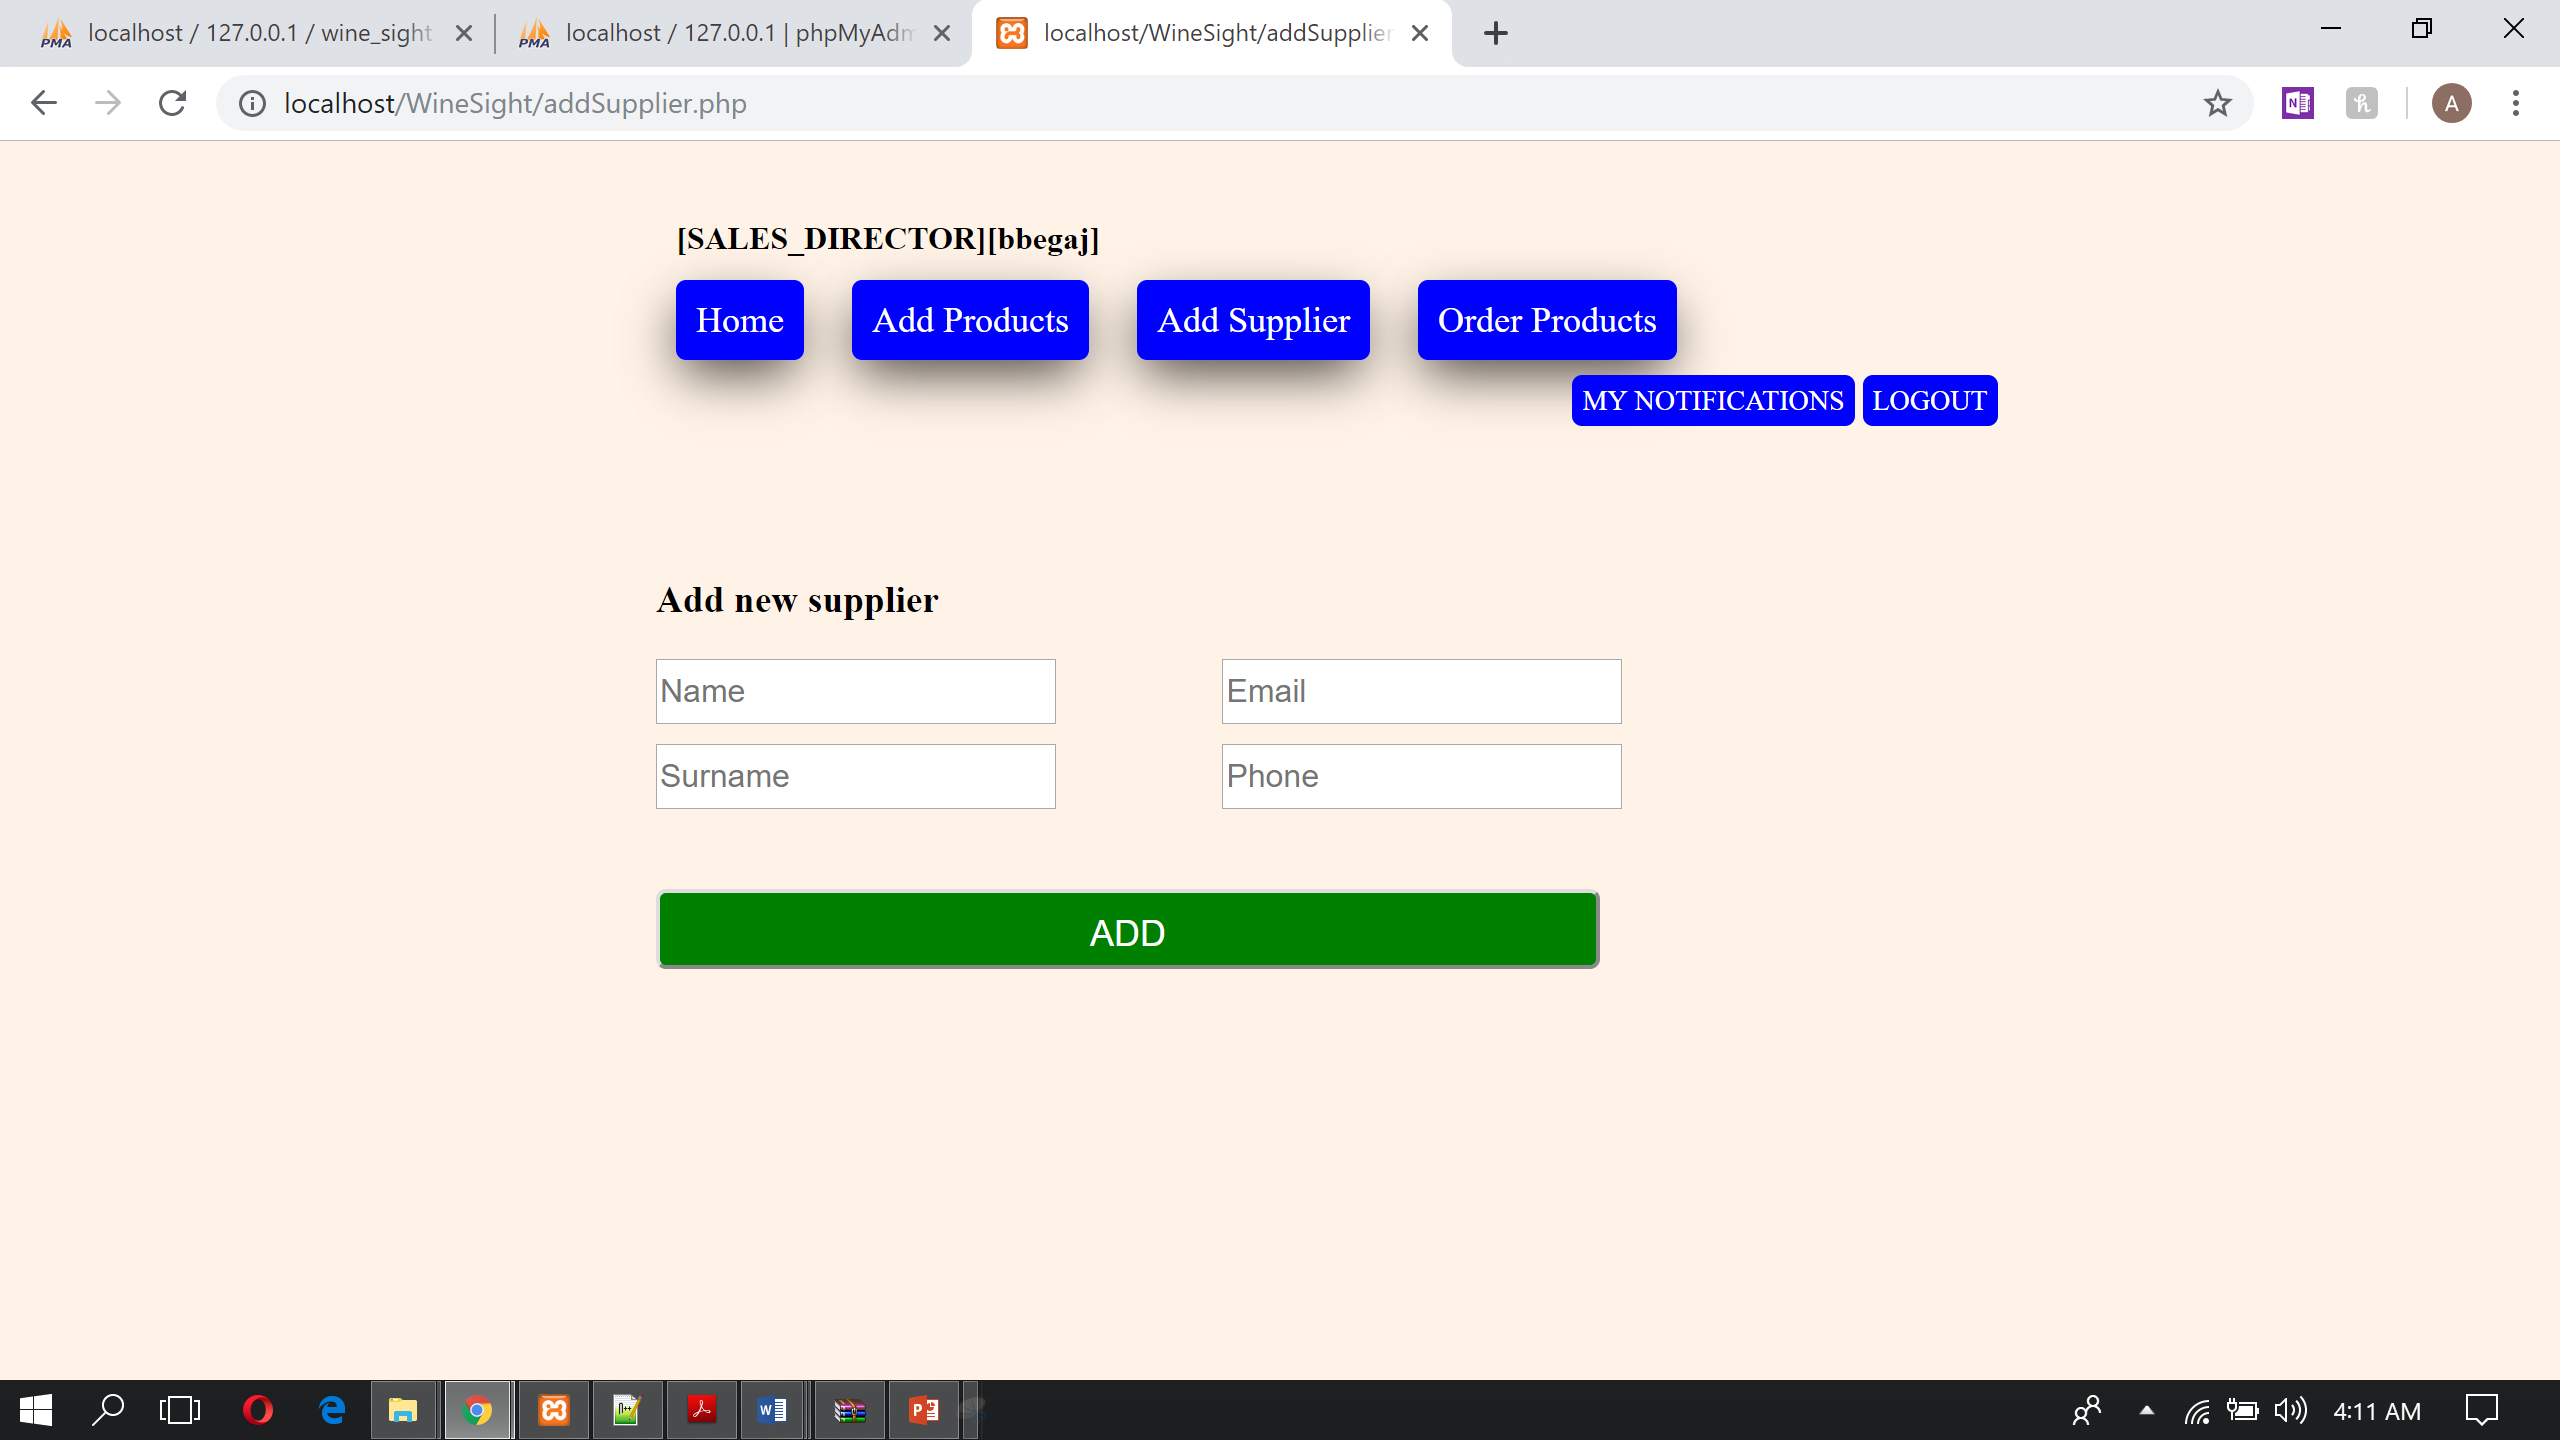 localhost / 127.0.0.1 / wine_sight
localhost / 127.0.0.1 | phpMyAdm
localhost/WineSight/addSupplier
localhost/WineSight/addSupplier.php
A
[SALES_DIRECTOR][bbegaj]
Home Add Products Add Supplier Order Products
MY NOTIFICATIONS LOGOUT
Add new supplier
Name Email
Surname Phone
ADD
4:11 AM